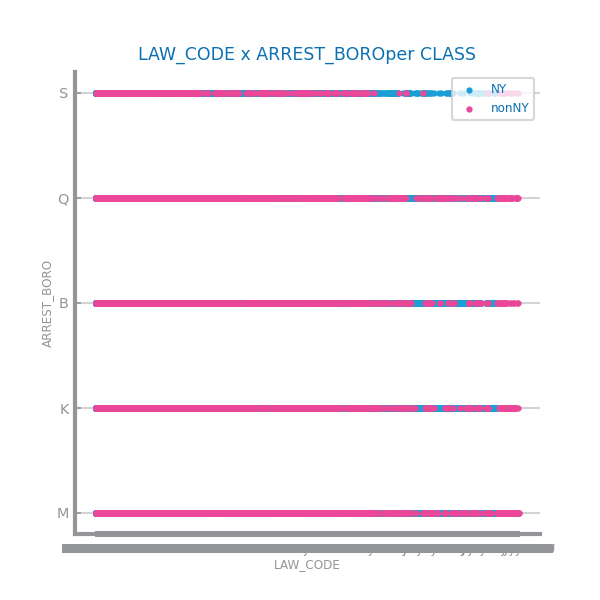 LAW_CODE x ARREST_BOROper CLASS
NY
nonNY
S
Q
B
K
M
ARREST_BORO
LAW_CODE